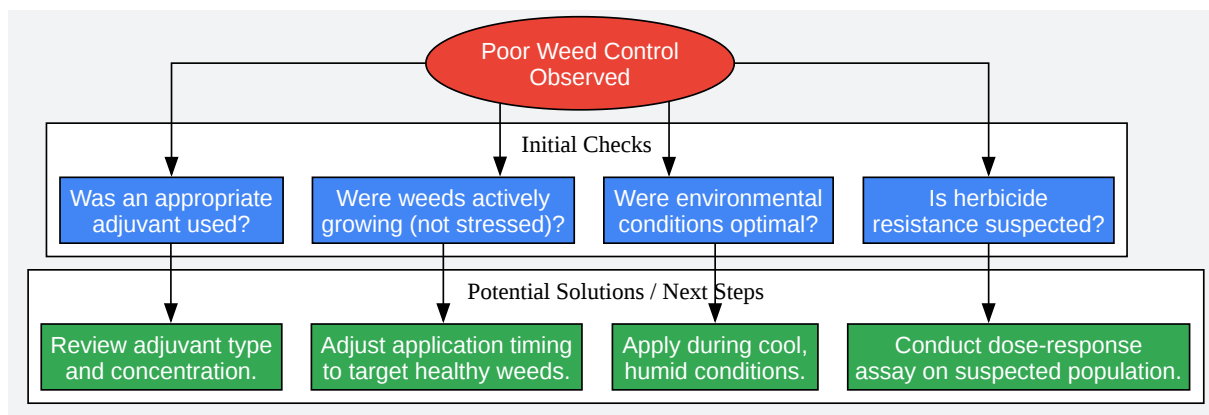 Poor Weed Control
Observed
Initial Checks
Was an appropriate
adjuvant used?
Were weeds actively
growing (not stressed)?
Were environmental
conditions optimal?
Is herbicide
resistance suspected?
Potential Solutions / Next Steps
Review adjuvant type
and concentration.
Adjust application timing
to target healthy weeds.
Apply during cool,
humid conditions.
Conduct dose-response
assay on suspected population.